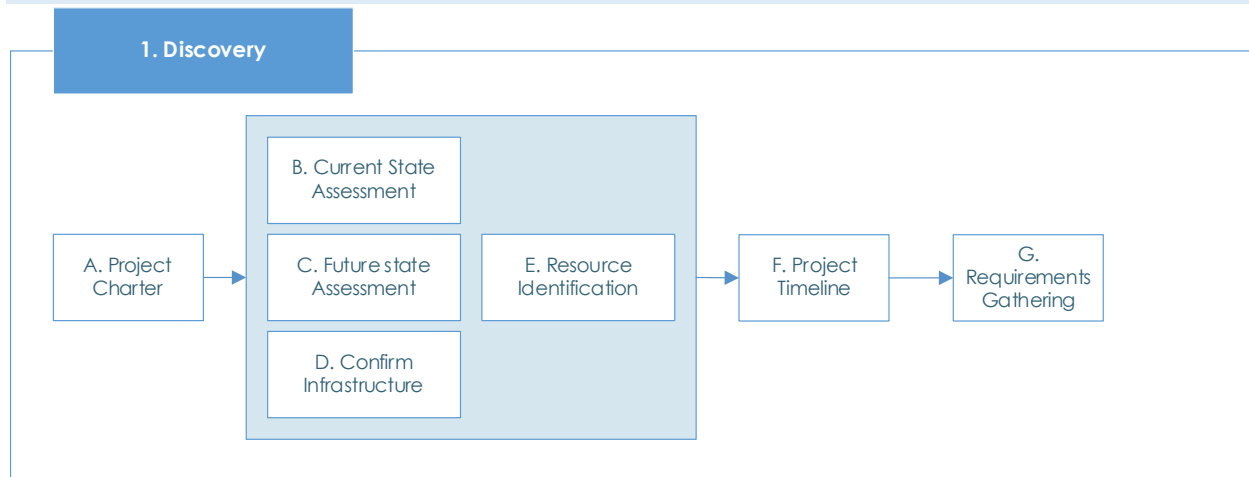 1. Discovery
B. Current State
Assessment
A. Project
Charter
C. Future state
Assessment
E. Resource
Identification
F. Project
Timeline
G.
Requirements
Gathering
D. Confirm
Infrastructure